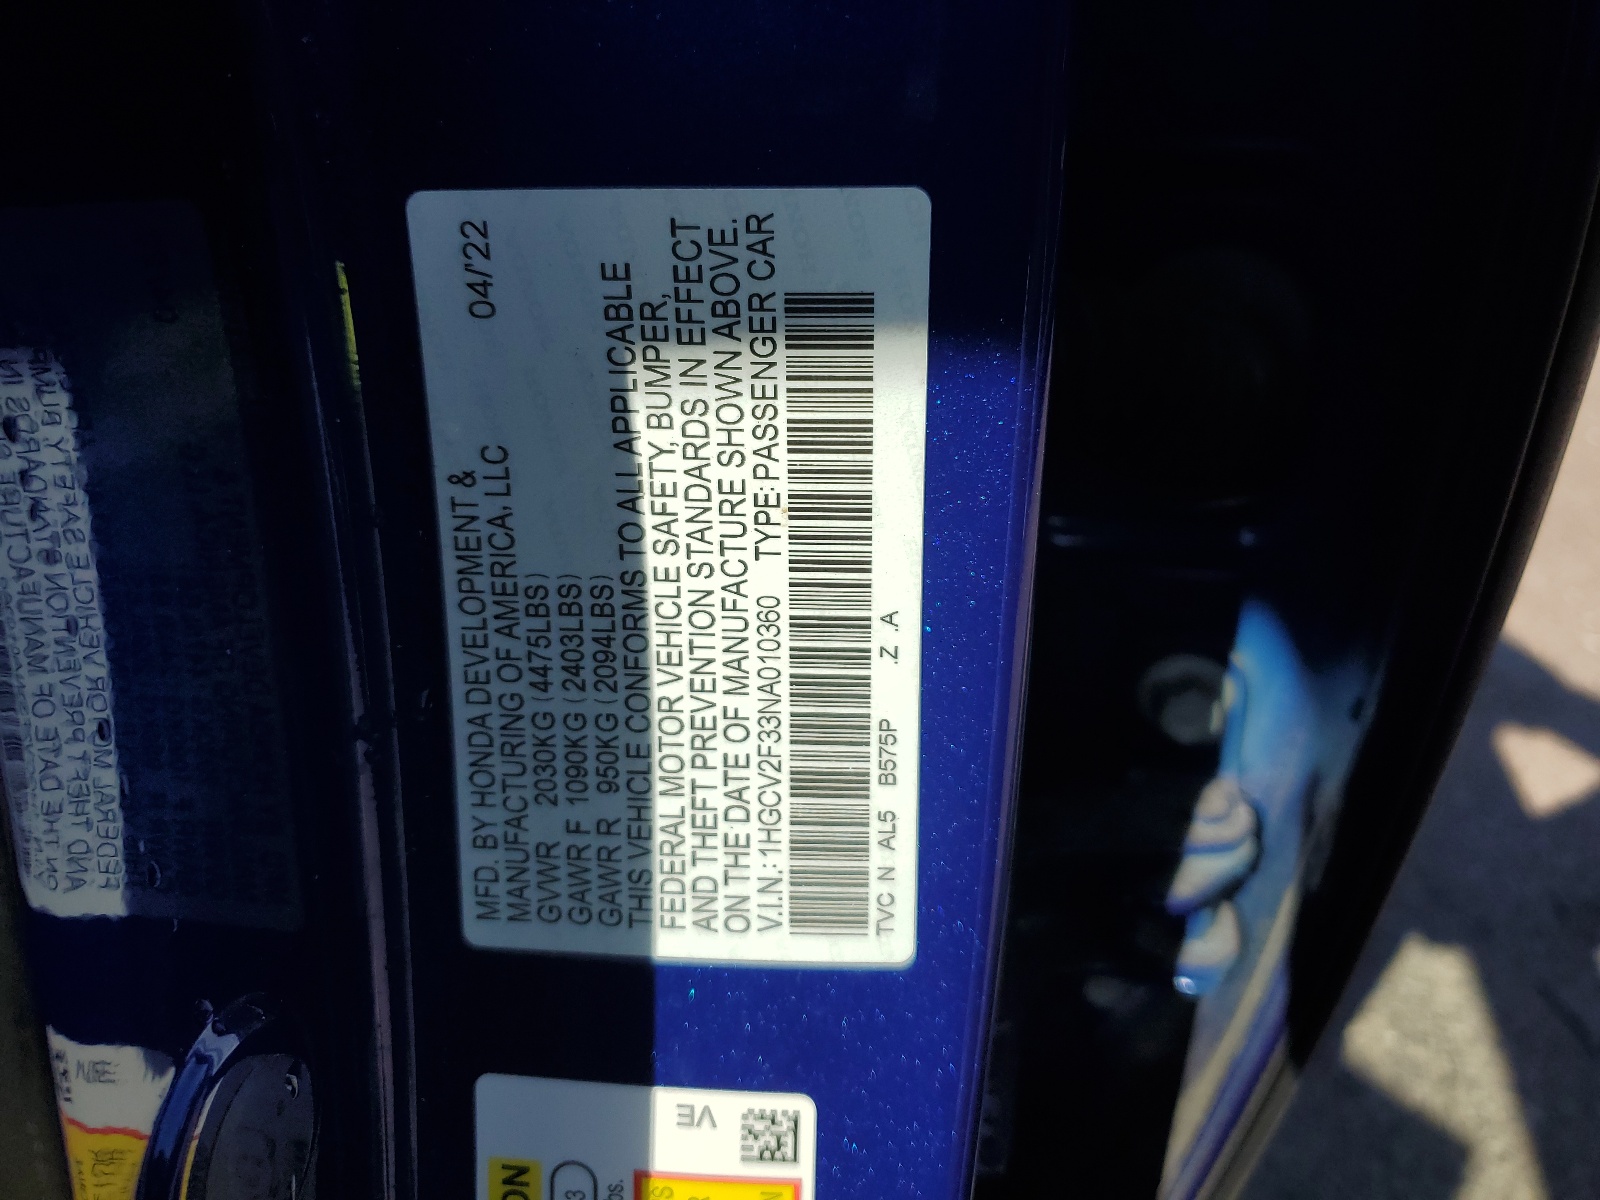 04/'22
MFD. BY HONDA DEVELOPMENT &
MANUFACTURING OF AMERICA, LLC
GVWR 2030KG (4475LBS)
GAWR F 1090KG (2403LBS)
GAWR R 950KG (2094LBS)
THIS VEHICLE CONFORMS TO ALL APPLICABLE
FEDERAL MOTOR VEHICLE SAFETY, BUMPER,
AND THEFT PREVENTION STANDARDS IN EFFECT
ON THE DATE OF MANUFACTURE SHOWN ABOVE.
V.I.N.: 1HGCV2F333NA010360 TYPE: PASSENGER CAR
TVC N AL5 B575P .Z .A
VE